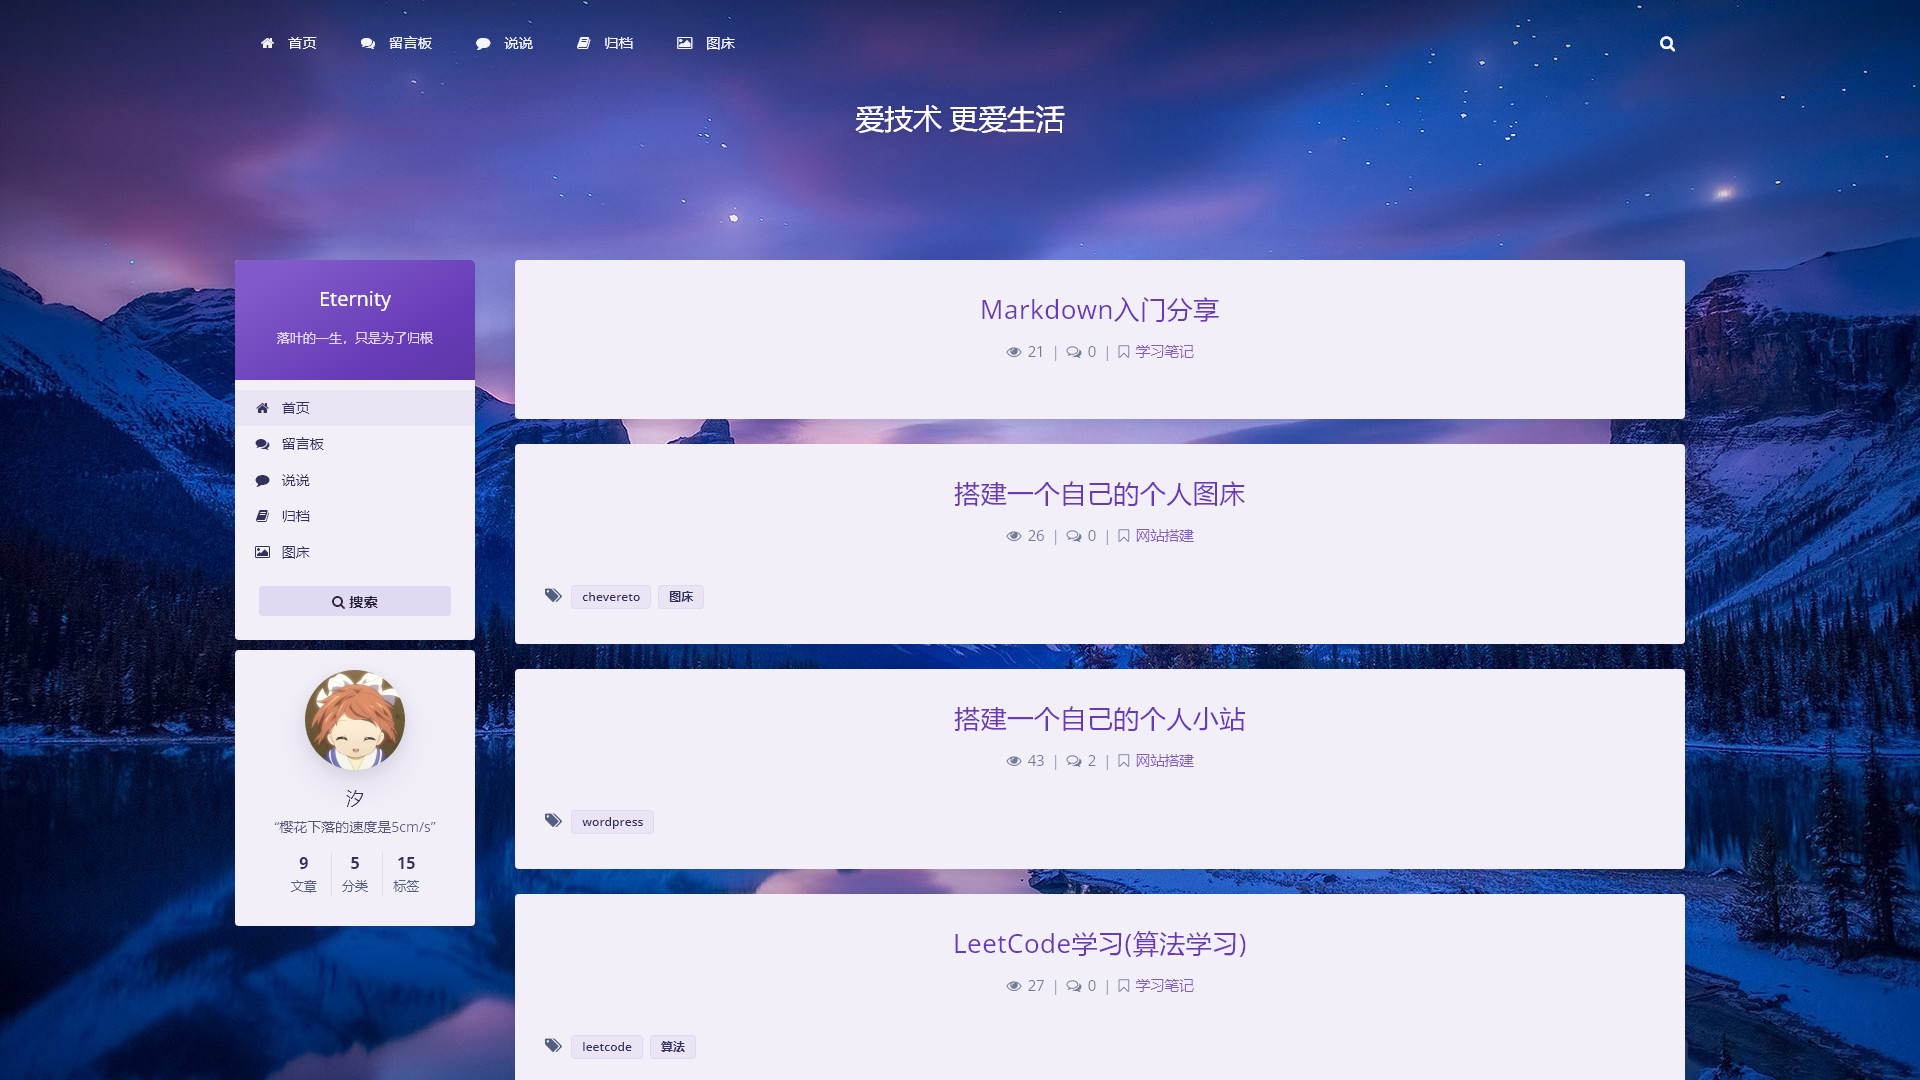 首页 留言板 说说 归档 图床
爱技术 更爱生活
Eternity
落叶的一生，只是为了归根
首页
留言板
说说
归档
图床
搜索
汐
“樱花下落的速度是5cm/s”
9 5 15
文章 分类 标签
Markdown入门分享
21 | 0 | 学习笔记
搭建一个自己的个人图床
26 | 0 | 网站搭建
chevereto 图床
搭建一个自己的个人小站
43 | 2 | 网站搭建
wordpress
LeetCode学习(算法学习)
27 | 0 | 学习笔记
leetcode 算法